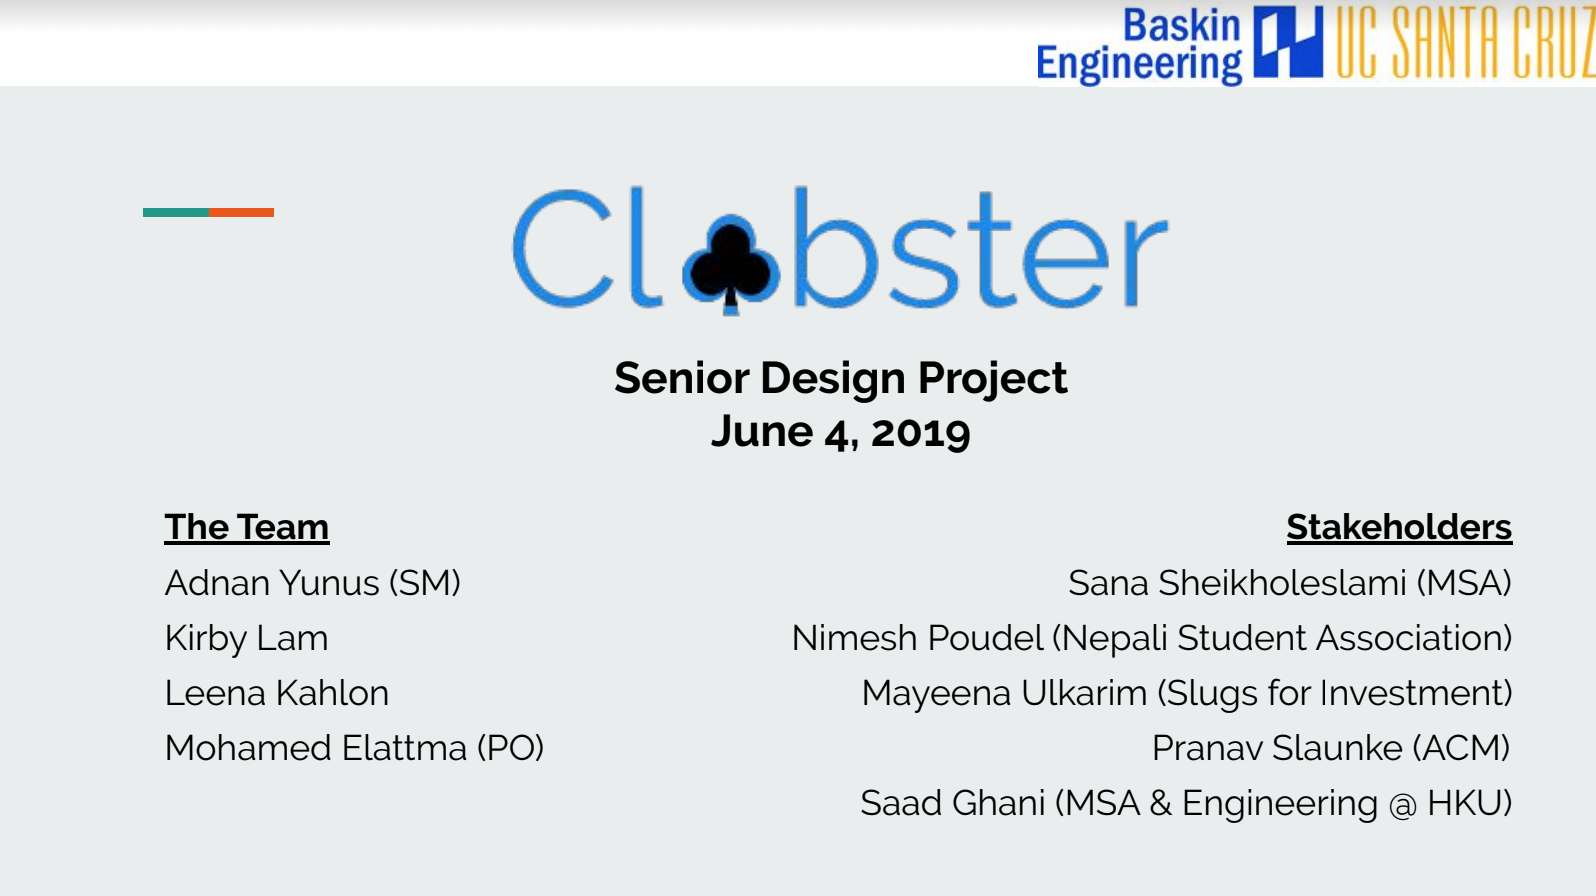 Baskin
Engineering
UC SANTA CRUZ
Cl♣bster
Senior Design Project
June 4, 2019
The Team
Adnan Yunus (SM)
Kirby Lam
Leena Kahlon
Mohamed Elattma (PO)
Stakeholders
Sana Sheikholeslami (MSA)
Nimesh Poudel (Nepali Student Association)
Mayeena Ulkarim (Slugs for Investment)
Pranav Slaunke (ACM)
Saad Ghani (MSA & Engineering @ HKU)